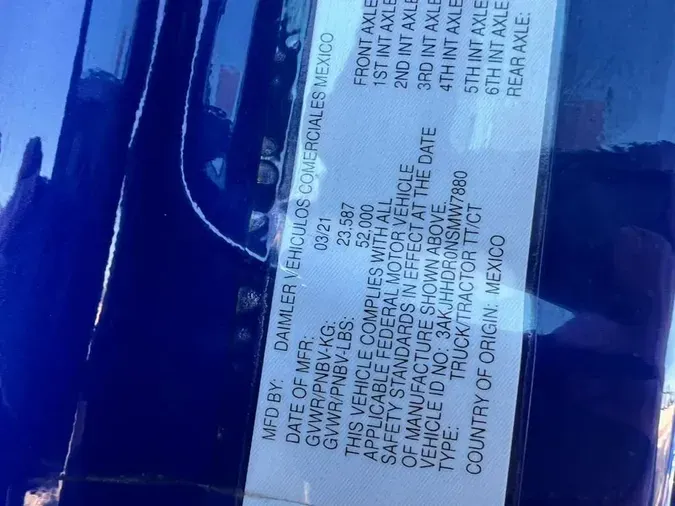 MFD BY: DAIMLER VEHICULOS COMERCIALES MEXICO
DATE OF MFR: 03/21
GVWR/PNBV-KG: 23,587
GVWR/PNBV-LBS: 52,000
THIS VEHICLE COMPLIES WITH ALL
APPLICABLE FEDERAL MOTOR VEHICLE
SAFETY STANDARDS IN EFFECT AT THE DATE
OF MANUFACTURE SHOWN ABOVE.
VEHICLE ID NO: 3AKJHHDR0NSMW7880
TYPE: TRUCK/TRACTOR TT/CT
COUNTRY OF ORIGIN: MEXICO
FRONT AXLE
1ST INT AXLE
2ND INT AXLE
3RD INT AXLE
4TH INT AXLE
5TH INT AXLE
6TH INT AXLE
REAR AXLE: